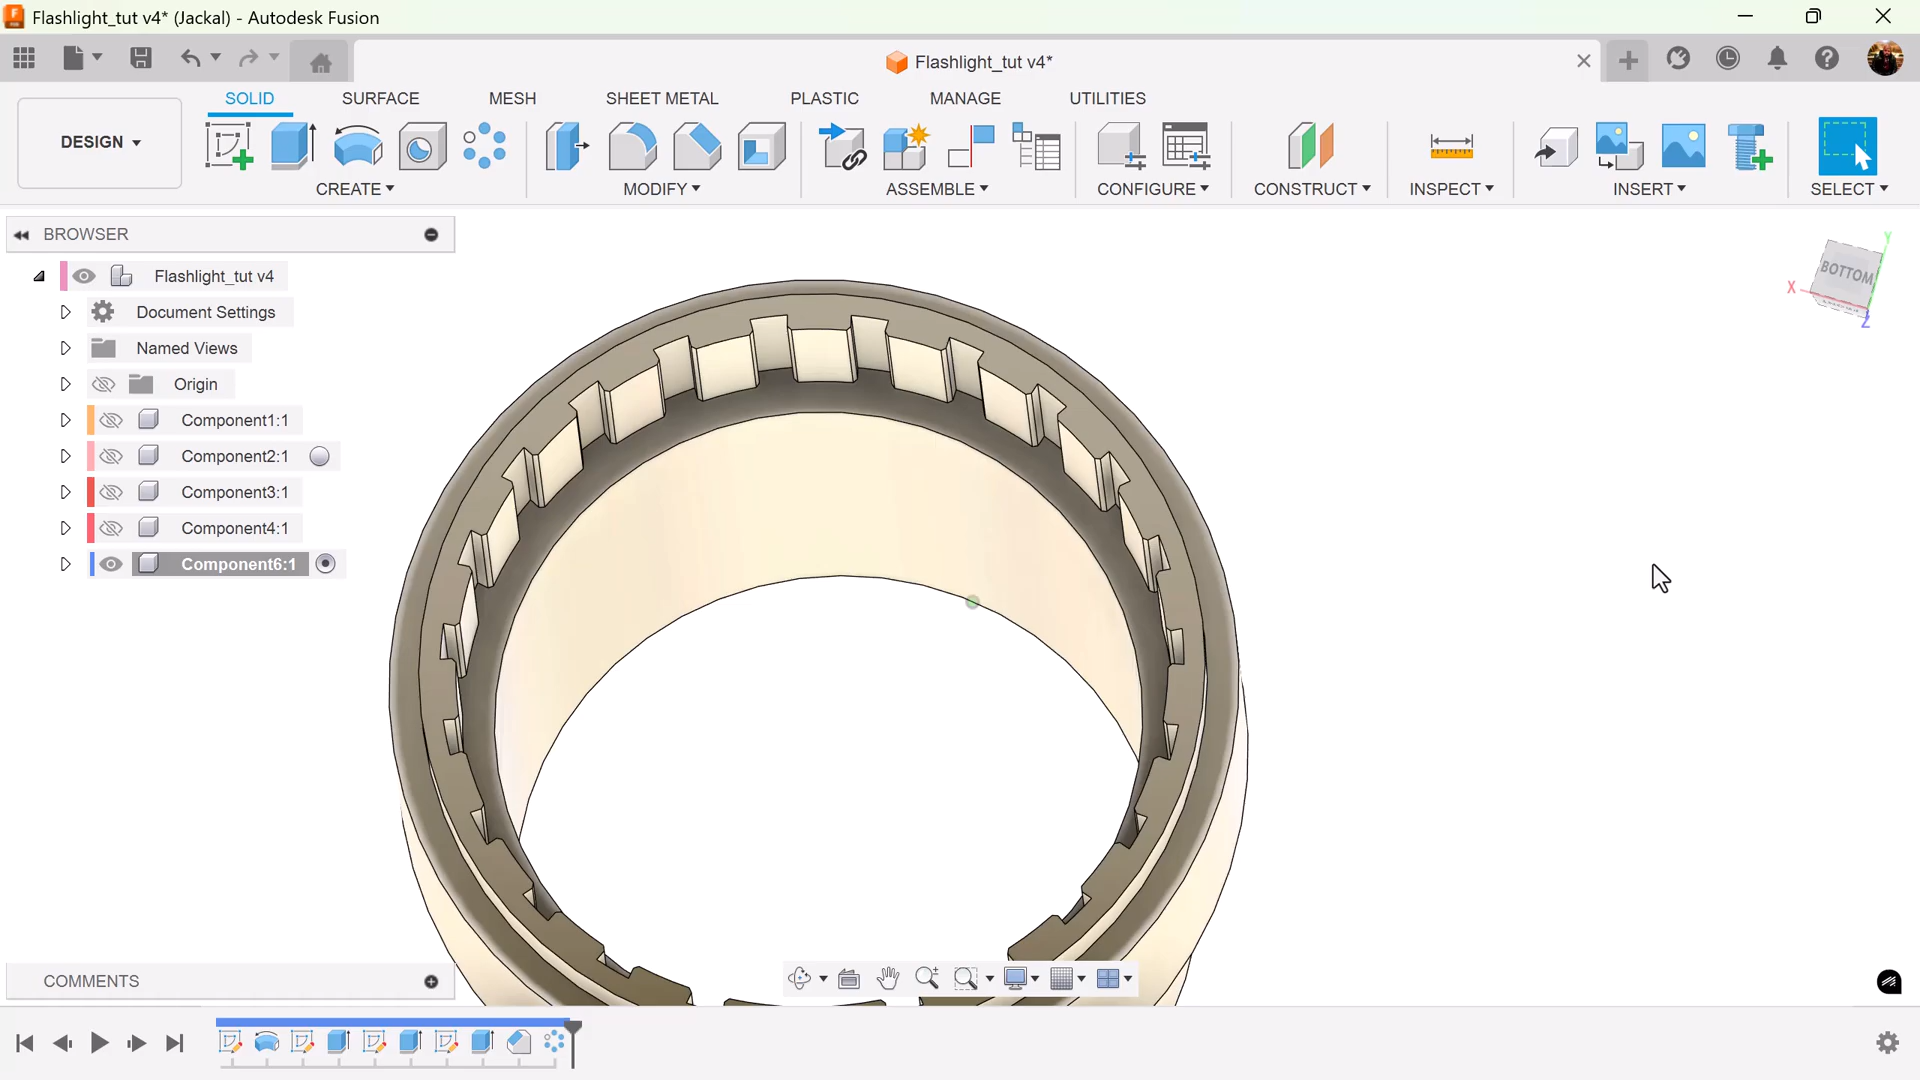 Flashlight_tut v4* (Jackal) - Autodesk Fusion
Flashlight_tut v4*
SOLID SURFACE MESH SHEET METAL PLASTIC MANAGE UTILITIES
DESIGN
CREATE MODIFY ASSEMBLE CONFIGURE CONSTRUCT INSPECT INSERT SELECT
BROWSER
Flashlight_tut v4
Document Settings
Named Views
Origin
Component1:1
Component2:1
Component3:1
Component4:1
Component6:1
Y
BOTTOM
X
Z
COMMENTS